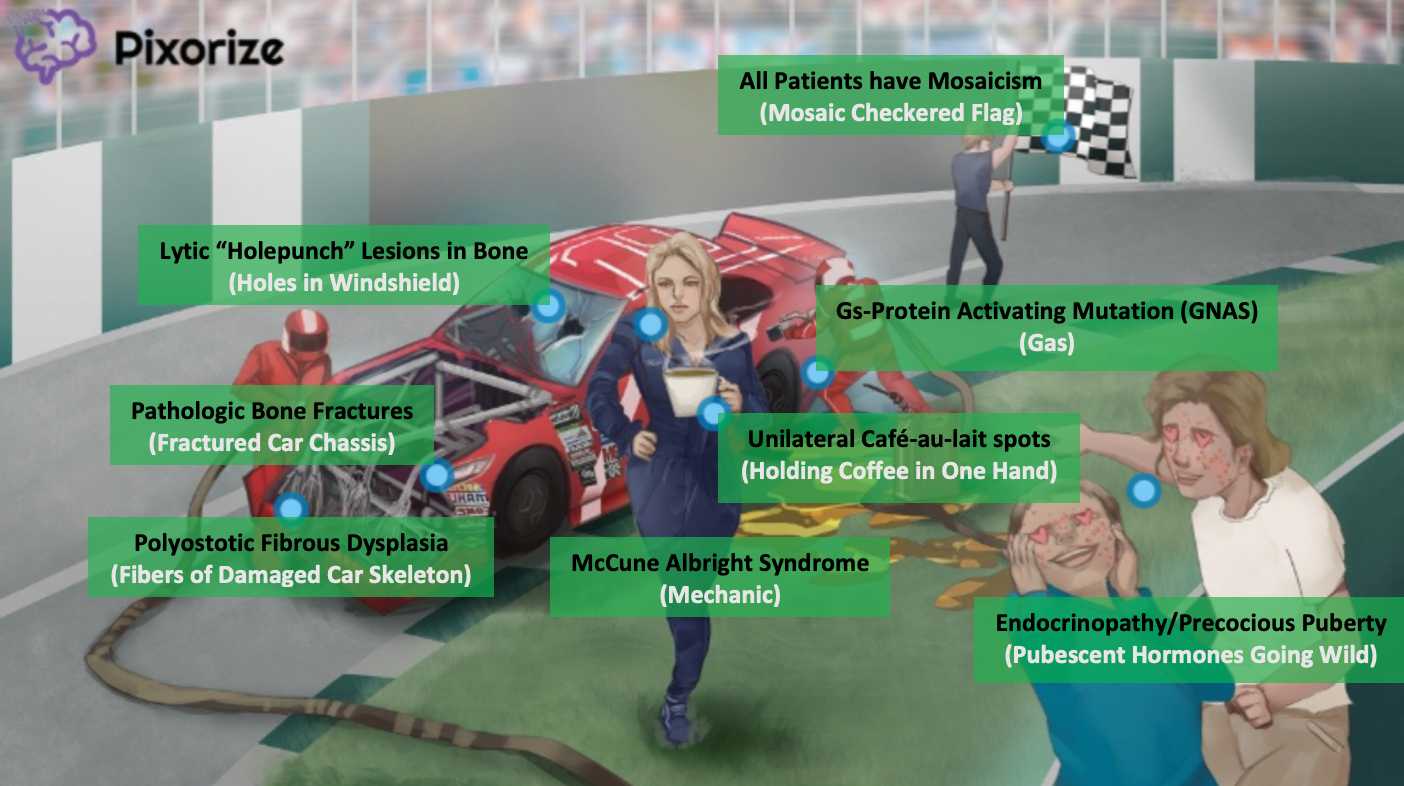 Pixorize
All Patients have Mosaicism
(Mosaic Checkered Flag)
Lytic “Holepunch” Lesions in Bone
(Holes in Windshield)
Gs-Protein Activating Mutation (GNAS)
(Gas)
Pathologic Bone Fractures
(Fractured Car Chassis)
Unilateral Café-au-lait spots
(Holding Coffee in One Hand)
Polyostotic Fibrous Dysplasia
(Fibers of Damaged Car Skeleton)
McCune Albright Syndrome
(Mechanic)
Endocrinopathy/Precocious Puberty
(Pubescent Hormones Going Wild)